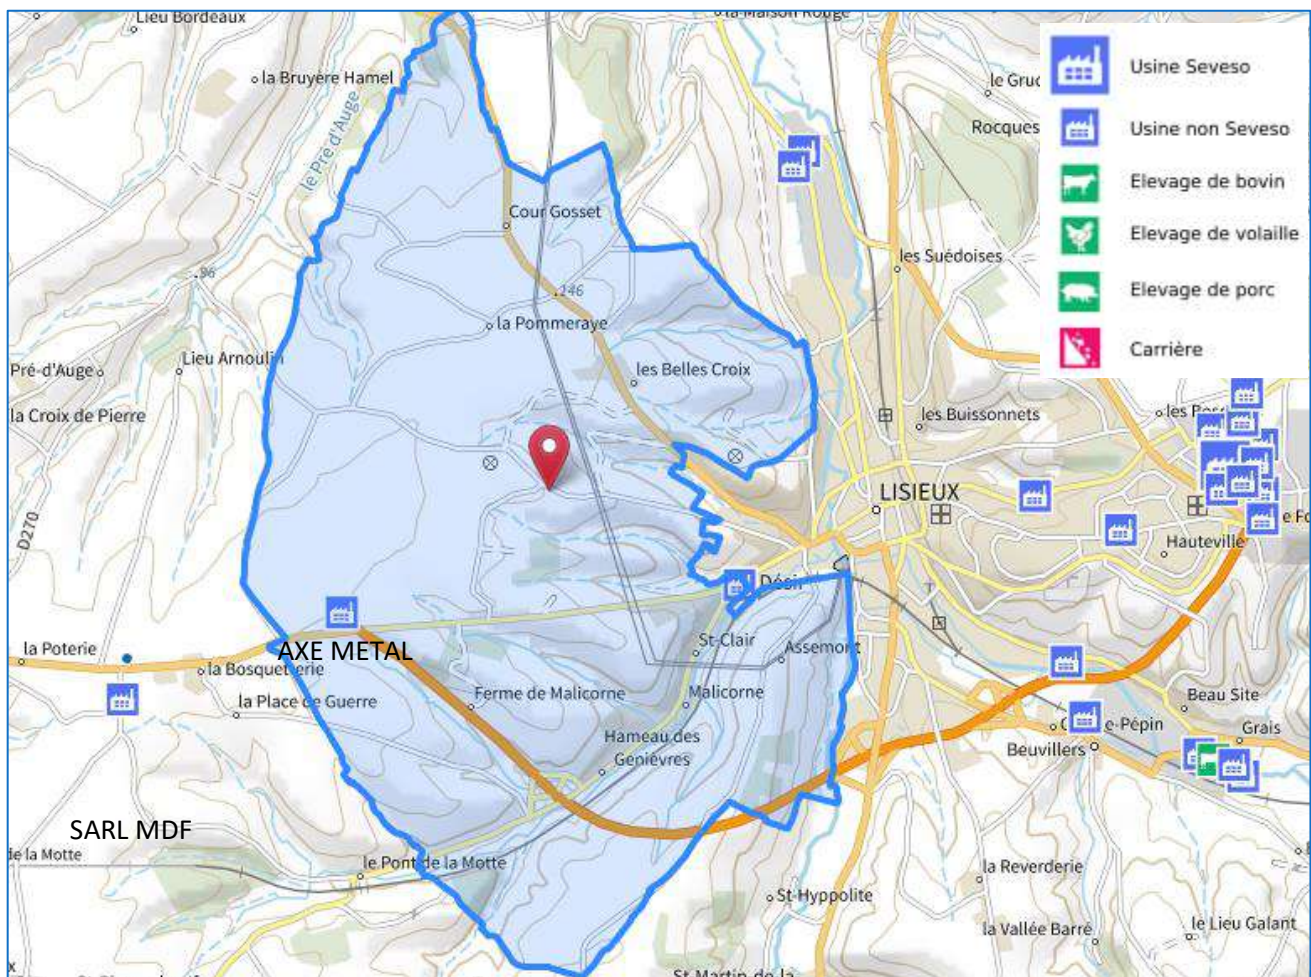 Lieu Bordeaux
la Maison Rouge
la Bruyère Hamel
Usine Seveso
le Pré d'Auge
Rocques
Usine non Seveso
Elevage de bovin
Cour Gosset
Elevage de volaille
les Suédoises
.96
.146
Elevage de porc
la Pommeraye
Carrière
Lieu Arnoulin
Pré-d'Auge
les Belles Croix
la Croix de Pierre
les Buissonnets
LISIEUX
D270
Hauteville
Désir
la Poterie
AXE METAL
St-Clair
Assemont
la Bosquetterie
la Place de Guerre
Ferme de Malicorne
Malicorne
Beau Site
e-Pépin
Grais
Hameau des
Genièvres
Beuvillers
SARL MDF
de la Motte
le Pont de la Motte
la Reverderie
St-Hyppolite
la Vallée Barré
le Lieu Galant
St-Martin-de-la